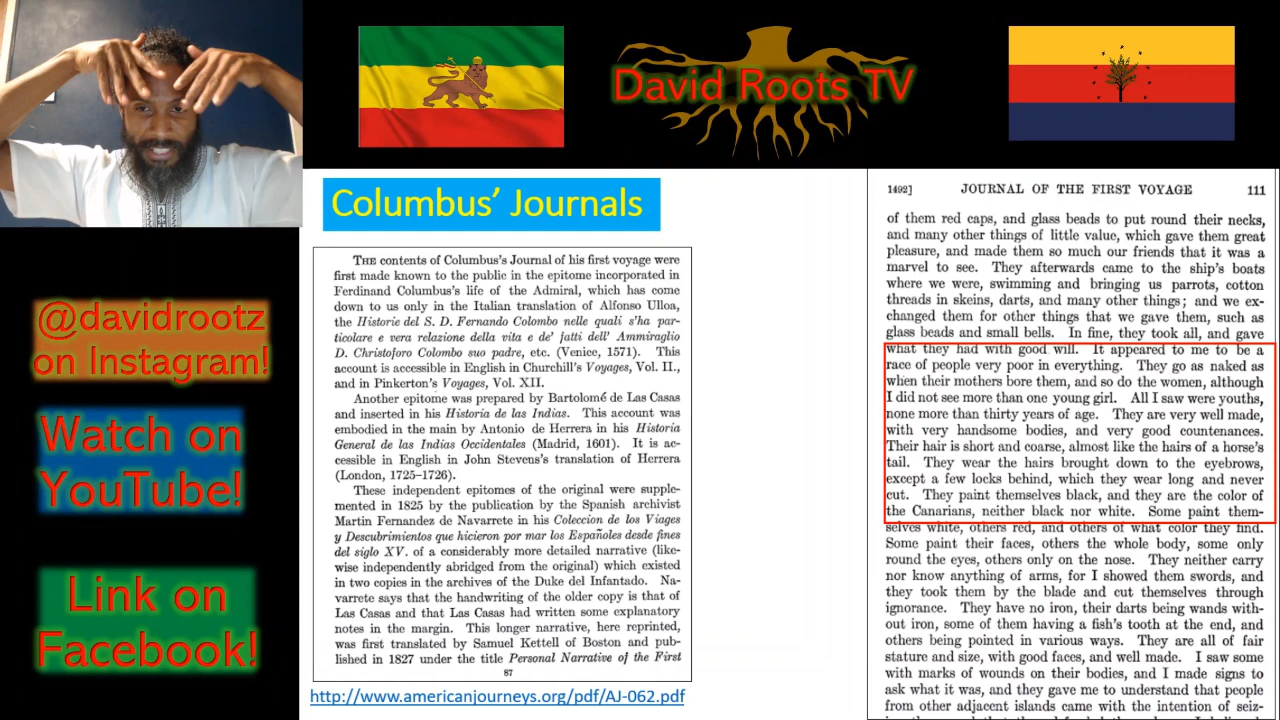 David Roots TV
@davidrootz
on Instagram!
Watch on
YouTube!
Link on
Facebook!
Columbus’ Journals
THE contents of Columbus's Journal of his first voyage were
first made known to the public in the epitome incorporated in
Ferdinand Columbus's life of the Admiral, which has come
down to us only in the Italian translation of Alfonso Ulloa,
the Historie del S. D. Fernando Colombo nelle quali s'ha par-
ticolare e vera relazione della vita e de' fatti dell' Ammiraglio
D. Christoforo Colombo suo padre, etc. (Venice, 1571). This
account is accessible in English in Churchill's Voyages, Vol. II.,
and in Pinkerton's Voyages, Vol. XII.
Another epitome was prepared by Bartolomé de Las Casas
and inserted in his Historia de las Indias. This account was
embodied in the main by Antonio de Herrera in his Historia
General de las Indias Occidentales (Madrid, 1601). It is ac-
cessible in English in John Stevens's translation of Herrera
(London, 1725–1726).
These independent epitomes of the original were supple-
mented in 1825 by the publication by the Spanish archivist
Martin Fernandez de Navarrete in his Coleccion de los Viages
y Descubrimientos que hicieron por mar los Españoles desde fines
del siglo XV. of a considerably more detailed narrative (like-
wise independently abridged from the original) which existed
in two copies in the archives of the Duke del Infantado. Na-
varrete says that the handwriting of the older copy is that of
Las Casas and that Las Casas had written some explanatory
notes in the margin. This longer narrative, here reprinted,
was first translated by Samuel Kettell of Boston and pub-
lished in 1827 under the title Personal Narrative of the First
87
http://www.americanjourneys.org/pdf/AJ-062.pdf
1492] JOURNAL OF THE FIRST VOYAGE 111
of them red caps, and glass beads to put round their necks,
and many other things of little value, which gave them great
pleasure, and made them so much our friends that it was a
marvel to see. They afterwards came to the ship's boats
where we were, swimming and bringing us parrots, cotton
threads in skeins, darts, and many other things; and we ex-
changed them for other things that we gave them, such as
glass beads and small bells. In fine, they took all, and gave
what they had with good will. It appeared to me to be a
race of people very poor in everything. They go as naked as
when their mothers bore them, and so do the women, although
I did not see more than one young girl. All I saw were youths,
none more than thirty years of age. They are very well made,
with very handsome bodies, and very good countenances.
Their hair is short and coarse, almost like the hairs of a horse's
tail. They wear the hairs brought down to the eyebrows,
except a few locks behind, which they wear long and never
cut. They paint themselves black, and they are the color of
the Canarians, neither black nor white. Some paint them-
selves white, others red, and others of what color they find.
Some paint their faces, others the whole body, some only
round the eyes, others only on the nose. They neither carry
nor know anything of arms, for I showed them swords, and
they took them by the blade and cut themselves through
ignorance. They have no iron, their darts being wands with-
out iron, some of them having a fish's tooth at the end, and
others being pointed in various ways. They are all of fair
stature and size, with good faces, and well made. I saw some
with marks of wounds on their bodies, and I made signs to
ask what it was, and they gave me to understand that people
from other adjacent islands came with the intention of seiz-